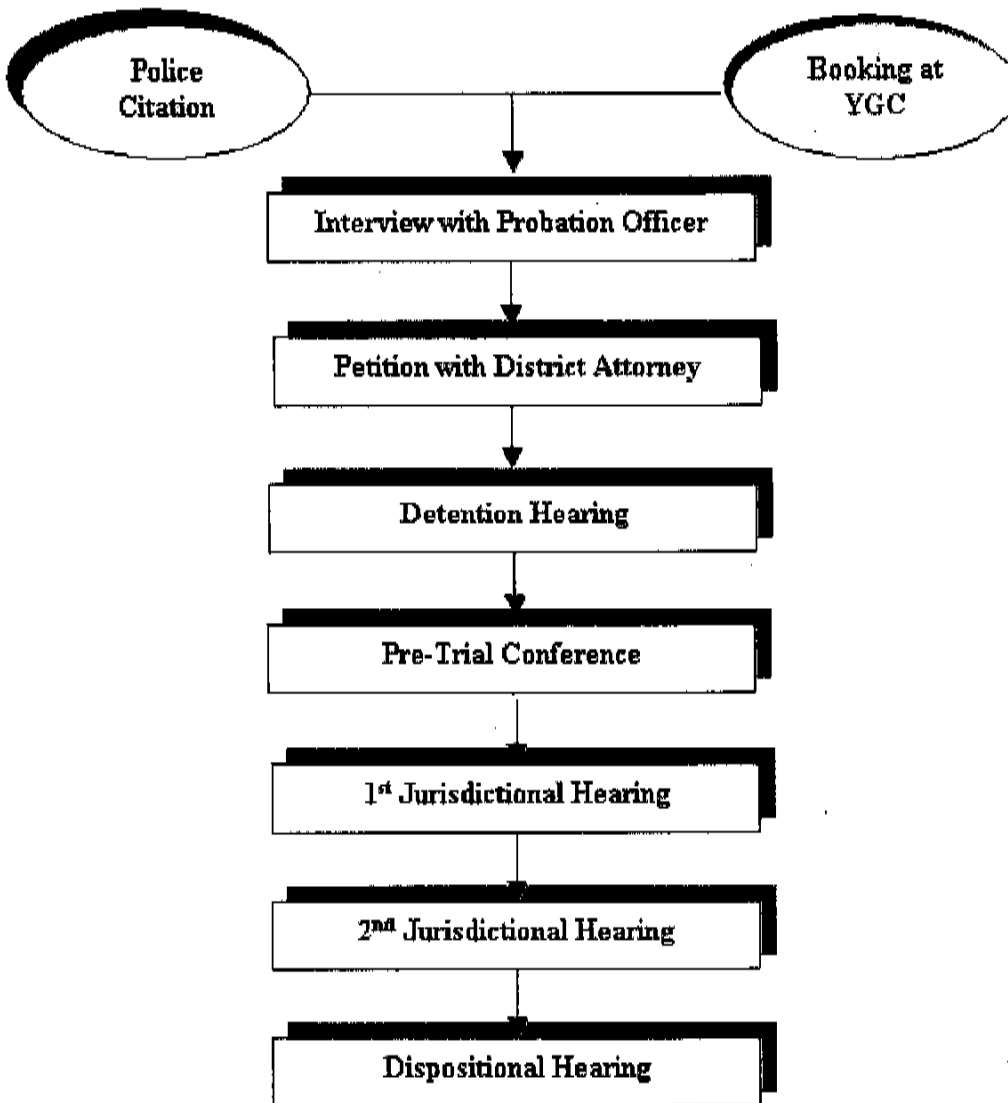 Police
Citation
Booking at
YGC
Interview with Probation Officer
Petition with District Attorney
Detention Hearing
Pre-Trial Conference
1st Jurisdictional Hearing
2nd Jurisdictional Hearing
Dispositional Hearing